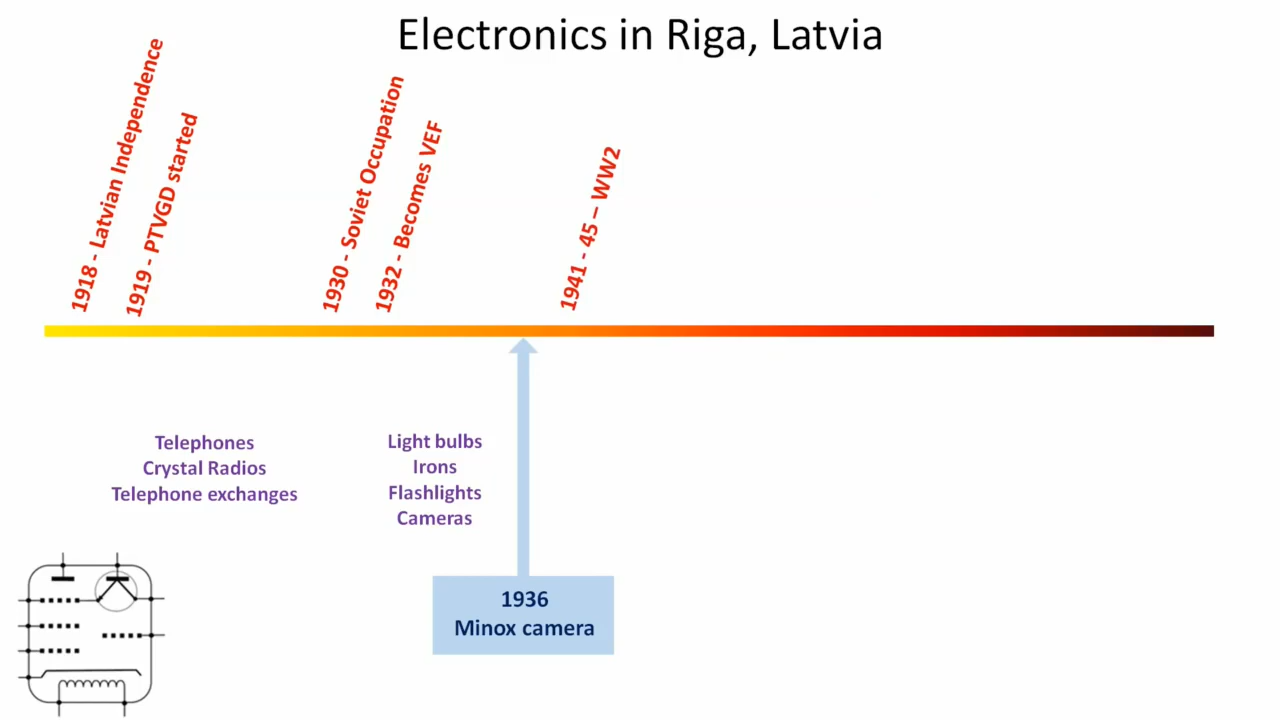 Electronics in Riga, Latvia
1918 - Latvian Independence
1919 - PTVGD started
1930 - Soviet Occupation
1932 - Becomes VEF
1941 - 45 – WW2
Telephones
Crystal Radios
Telephone exchanges
Light bulbs
Irons
Flashlights
Cameras
1936
Minox camera